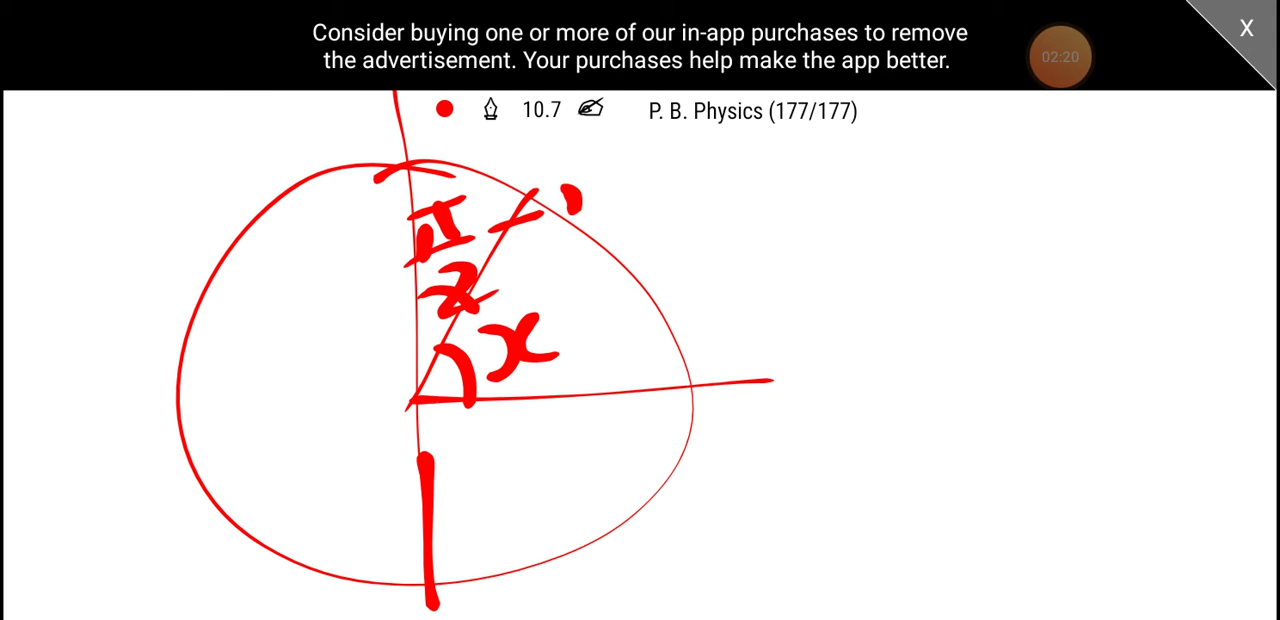 Consider buying one or more of our in-app purchases to remove
the advertisement. Your purchases help make the app better.
X
02:20
10.7 P. B. Physics (177/177)
π
2
x